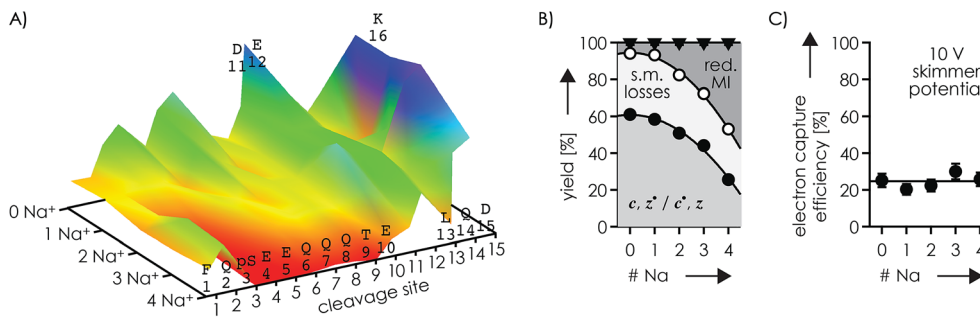 A)
D E
11 12
K
16
0 Na⁺
1 Na⁺
2 Na⁺
3 Na⁺
4 Na⁺
F Q pS E E Q Q Q T E L Q D
1 2 3 4 5 6 7 8 9 10 13 14 15
1 2 3 4 5 6 7 8 9 10 11 12 13 14 15
cleavage site
B)
yield [%]
100
80
60
40
20
0
s.m.
losses
red.
MI
c, z• / c•, z
0 1 2 3 4
# Na
C)
electron capture
efficiency [%]
100
80
60
40
20
0
10 V
skimmer
potentia
0 1 2 3 4
# Na